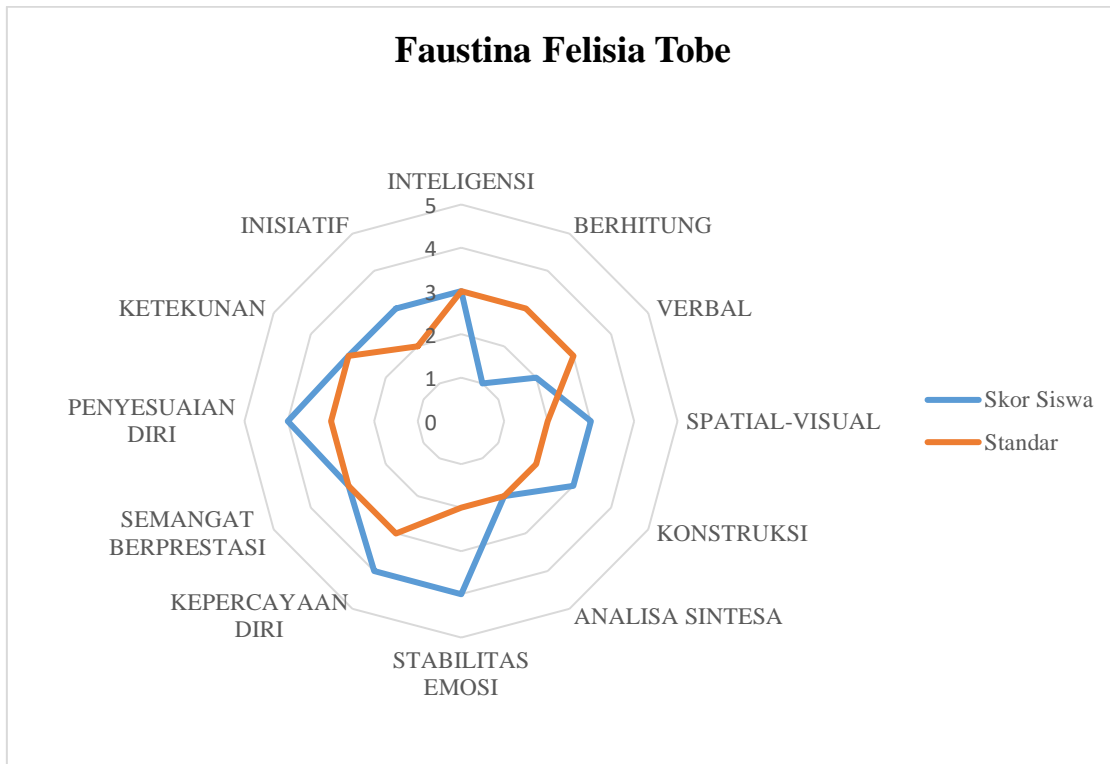 Faustina Felisia Tobe
INTELIGENSI
5
INISIATIF
BERHITUNG
4
KETEKUNAN
3
VERBAL
2
1
PENYESUAIAN
DIRI
0
SPATIAL-VISUAL
Skor Siswa
Standar
SEMANGAT
BERPRESTASI
KONSTRUKSI
KEPERCAYAAN
DIRI
ANALISA SINTESA
STABILITAS
EMOSI